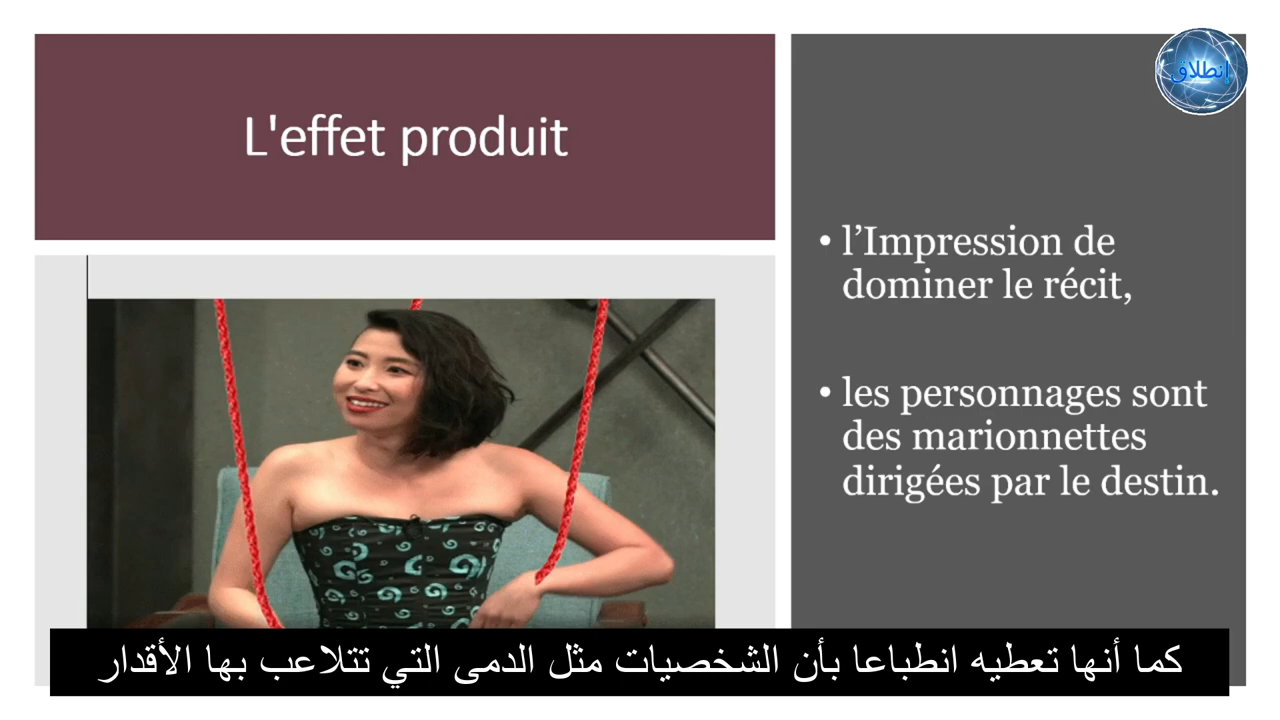 L'effet produit
إنطلاق
• l’Impression de
dominer le récit,
• les personnages sont
des marionnettes
dirigées par le destin.
كما أنها تعطيه انطباعا بأن الشخصيات مثل الدمى التي تتلاعب بها الأقدار